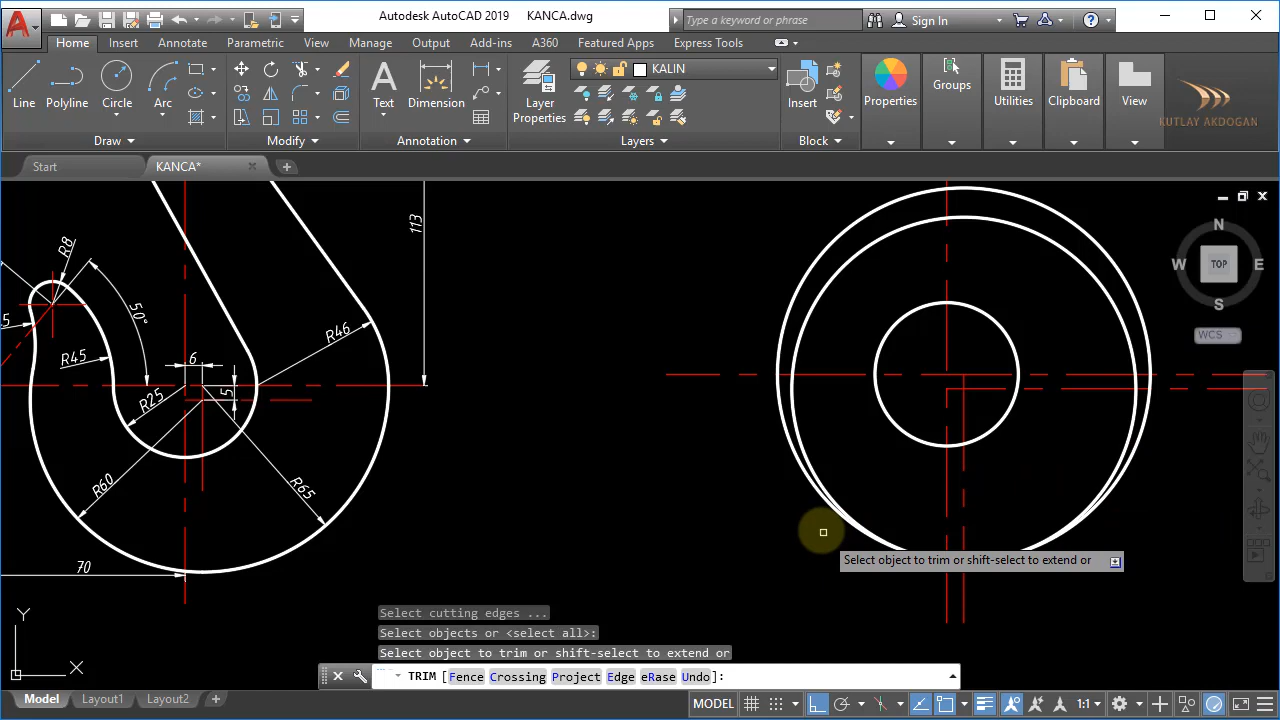 Autodesk AutoCAD 2019 KANCA.dwg
Type a keyword or phrase
Sign In
Home Insert Annotate Parametric View Manage Output Add-ins A360 Featured Apps Express Tools
KALIN
Line Polyline Circle Arc
Text Dimension
Layer Properties
Insert
Properties Groups Utilities Clipboard View
KUTLAY AKDOGAN
Draw Modify Annotation Layers Block
Start KANCA*
N
W TOP E
S
WCS
113
R8
50°
R46
R45
6
5
R25
R60
R65
70
Select object to trim or shift-select to extend or
Select cutting edges ...
Select objects or <select all>:
Select object to trim or shift-select to extend or
TRIM [Fence Crossing Project Edge eRase Undo]:
Y
X
Model Layout1 Layout2
MODEL 1:1